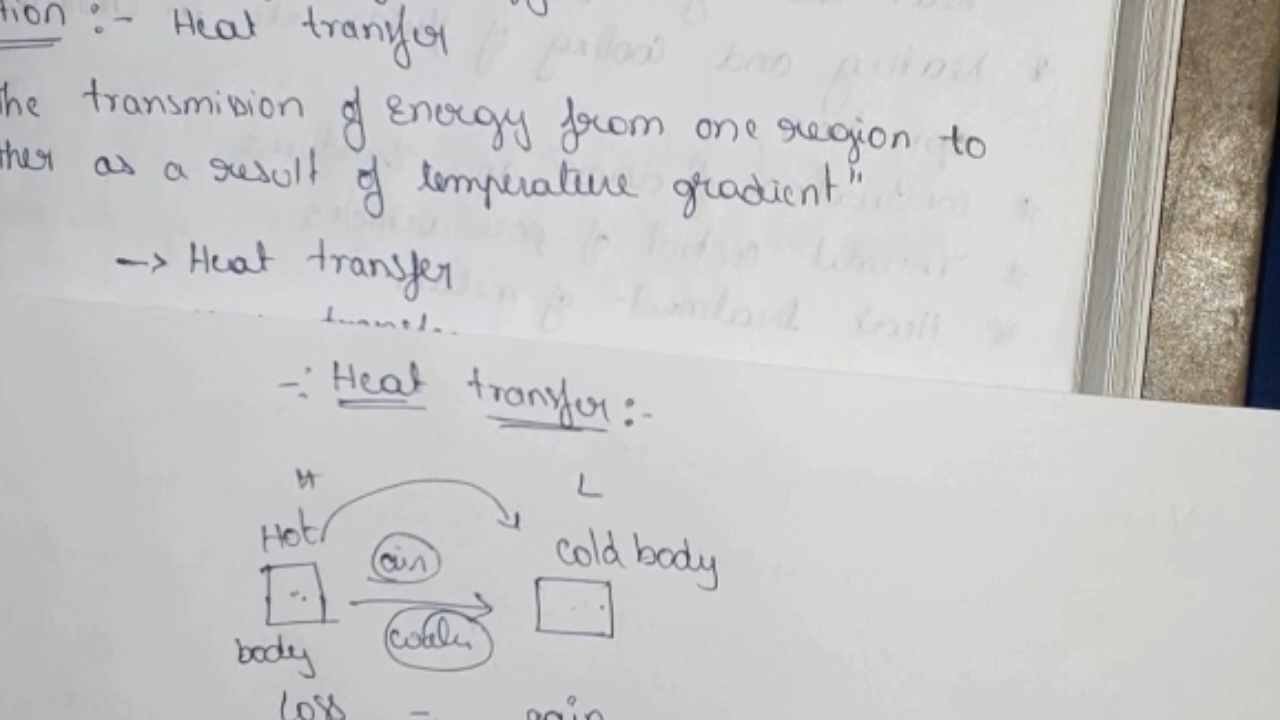 tion :- Heat transfer
he transmission of energy from one region to
ther as a result of temperature gradient"
→ Heat transfer
-: Heat transfer :-
H L
Hot cold body
air
body
loss - gain